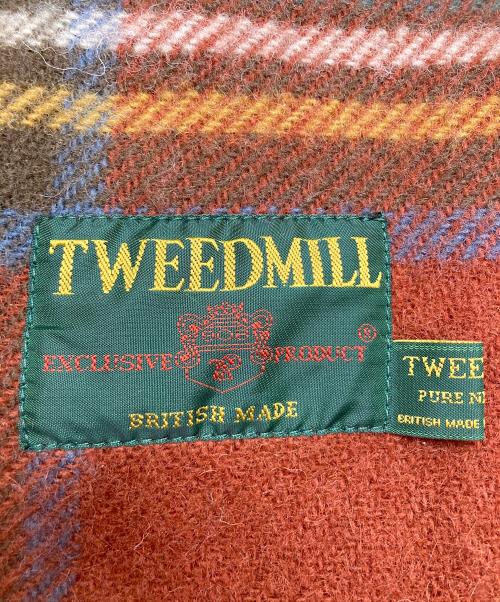 TWEEDMILL
EXCLUSIVE PRODUCT®
BRITISH MADE
TWEE
PURE N
BRITISH MADE